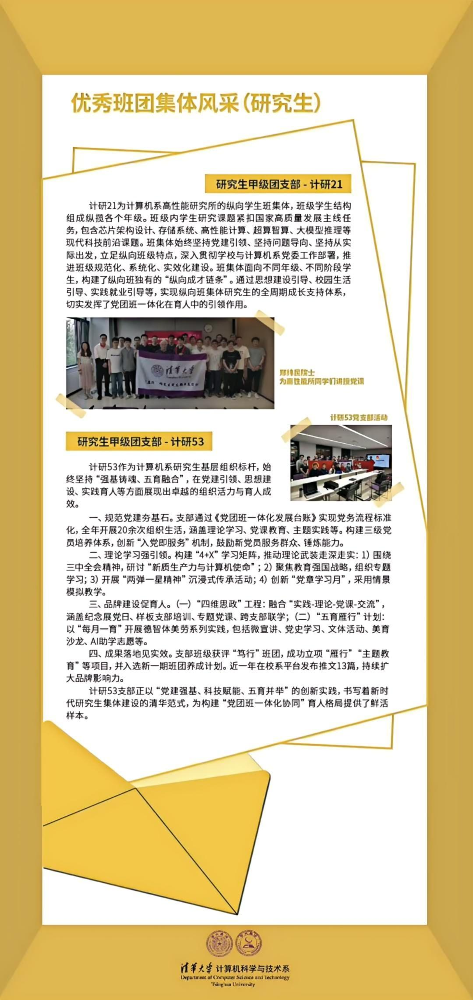 优秀班团集体风采（研究生）
研究生甲级团支部 - 计研21
计研21为计算机系高性能研究所的纵向学生班集体，班级学生结构
组成纵揽各个年级。班级内学生研究课题紧扣国家高质量发展主线任
务，包含芯片架构设计、存储系统、高性能计算、超算智算、大模型推理等
现代科技前沿课题。班集体始终坚持党建引领、坚持问题导向、坚持从实
际出发，立足纵向班级特点，深入贯彻学校与计算机系党委工作部署，推
进班级规范化、系统化、实效化建设。班集体面向不同年级、不同阶段学
生，构建了纵向班独有的“纵向成才链条”。通过思想建设引导、校园生活
引导、实践就业引导等，实现纵向班集体研究生的全周期成长支持体系，
切实发挥了党团班一体化在育人中的引领作用。
清华大学
Tsinghua University
郑纬民院士
为高性能所同学们讲授党课
计研53党支部活动
研究生甲级团支部 - 计研53
计研53作为计算机系研究生基层组织标杆，始
终坚持“强基铸魂、五育融合”，在党建引领、思想建
设、实践育人等方面展现出卓越的组织活力与育人成
效。
一、规范党建夯基石。支部通过《党团班一体化发展台账》实现党务流程标准
化，全年开展20余次组织生活，涵盖理论学习、党课教育、主题实践等。构建三级党
员培养体系，创新“入党即服务”机制，鼓励新党员服务群众、锤炼能力。
二、理论学习强引领。构建“4+X”学习矩阵，推动理论武装走深走实：1）围绕
三中全会精神，研讨“新质生产力与计算机使命”；2）聚焦教育强国战略，组织专题
学习；3）开展“两弹一星精神”沉浸式传承活动；4）创新“党章学习月”，采用情景
模拟教学。
三、品牌建设促育人。（一）“四维思政”工程：融合“实践-理论-党课-交流”，
涵盖纪念展党日、样板支部培训、专题党课、跨支部联学；（二）“五育雁行”计划：
以“每月一育”开展德智体美劳系列实践，包括微宣讲、党史学习、文体活动、美育
沙龙、AI助学志愿等。
四、成果落地见实效。支部班级获评“笃行”班团，成功立项“雁行”“主题教
育”等项目，并入选新一期班团养成计划。近一年在校系平台发布推文13篇，持续扩
大品牌影响力。
计研53支部正以“党建强基、科技赋能、五育并举”的创新实践，书写着新时
代研究生集体建设的清华范式，为构建“党团班一体化协同”育人格局提供了鲜活
样本。
清华大学 计算机科学与技术系
Department of Computer Science and Technology
Tsinghua University